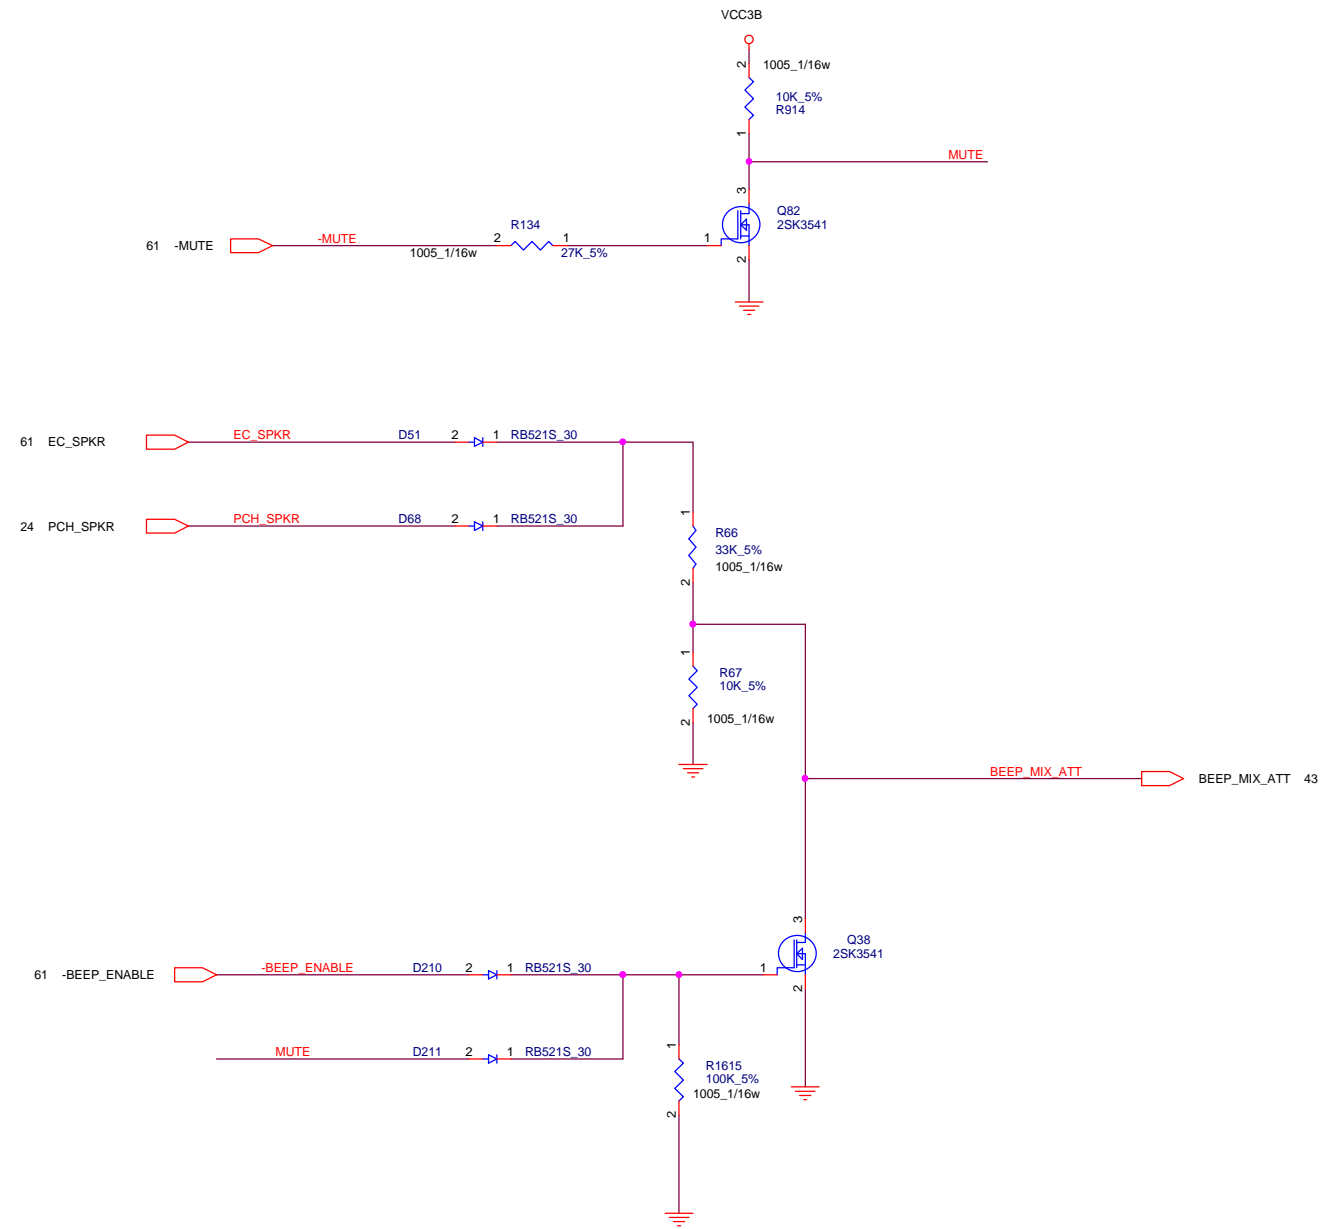 VCC3B
2
1005_1/16w
10K_5%
R914
1
MUTE
3
Q82
2SK3541
61 -MUTE
-MUTE
R134
2
1
1
1005_1/16w
27K_5%
2
61 EC_SPKR
EC_SPKR
D51
2
1
RB521S_30
24 PCH_SPKR
PCH_SPKR
D68
2
1
RB521S_30
1
R66
33K_5%
1005_1/16w
2
1
R67
10K_5%
1005_1/16w
2
BEEP_MIX_ATT
BEEP_MIX_ATT 43
3
Q38
2SK3541
61 -BEEP_ENABLE
-BEEP_ENABLE
D210
2
1
RB521S_30
1
2
MUTE
D211
2
1
RB521S_30
1
R1615
100K_5%
1005_1/16w
2